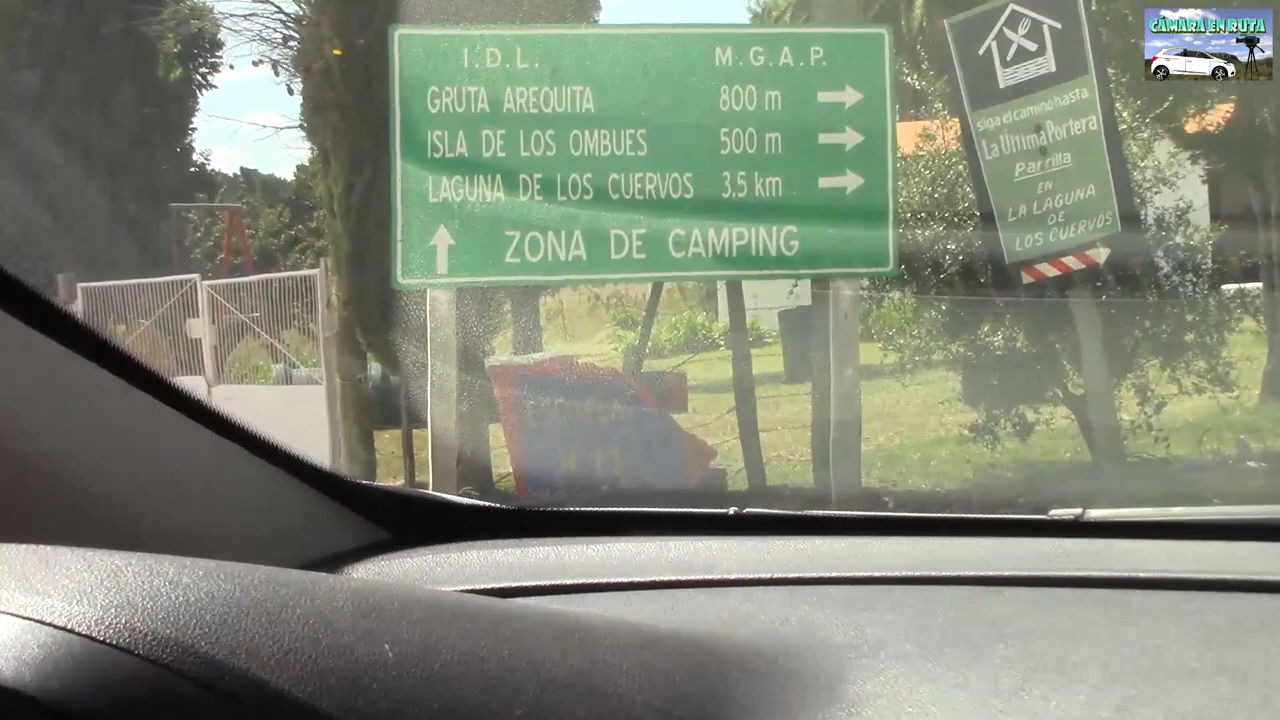 I.D.L. M.G.A.P.
GRUTA AREQUITA 800 m
ISLA DE LOS OMBUES 500 m
LAGUNA DE LOS CUERVOS 3,5 km
ZONA DE CAMPING
siga el camino hasta
La Última Portera
Parrilla
EN
LA LAGUNA
DE
LOS CUERVOS
CÁMARA EN RUTA